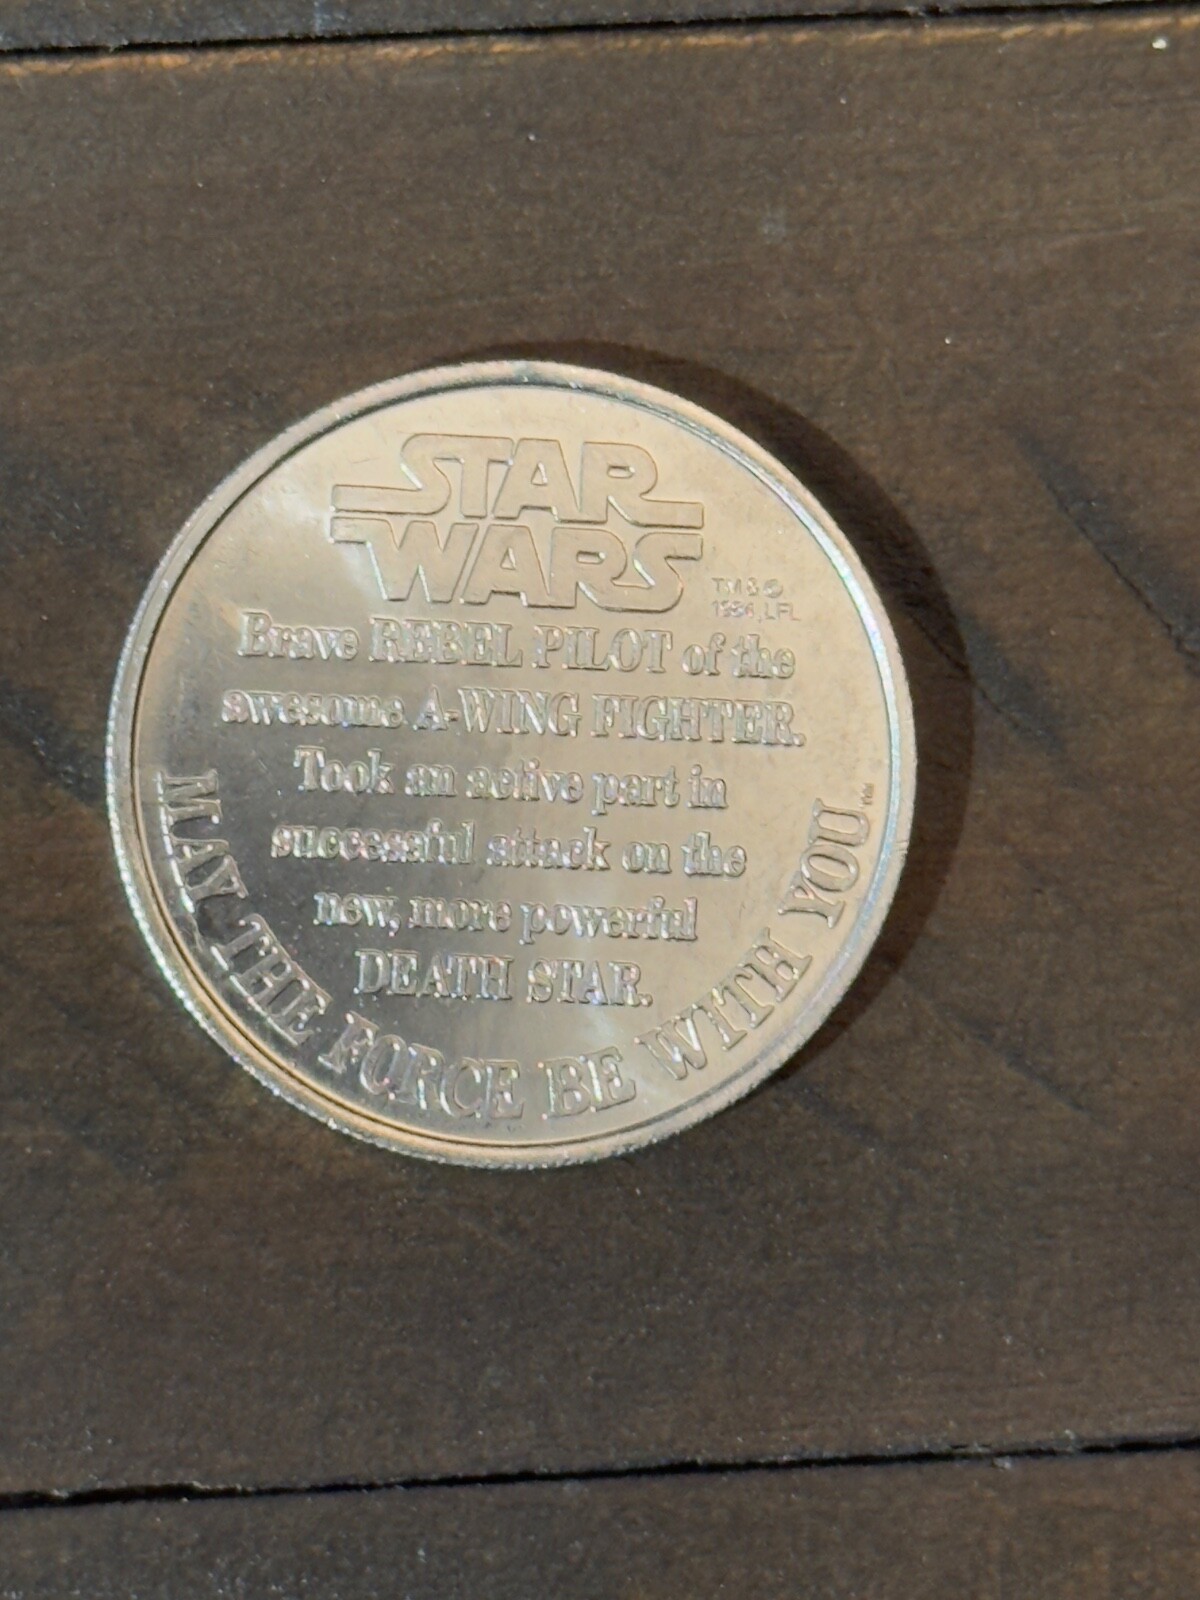 STAR
WARS
TM & ©
1984, LFL
Brave REBEL PILOT of the
awesome A-WING FIGHTER.
Took an active part in
successful attack on the
new, more powerful
DEATH STAR.
MAY THE FORCE BE WITH YOU.